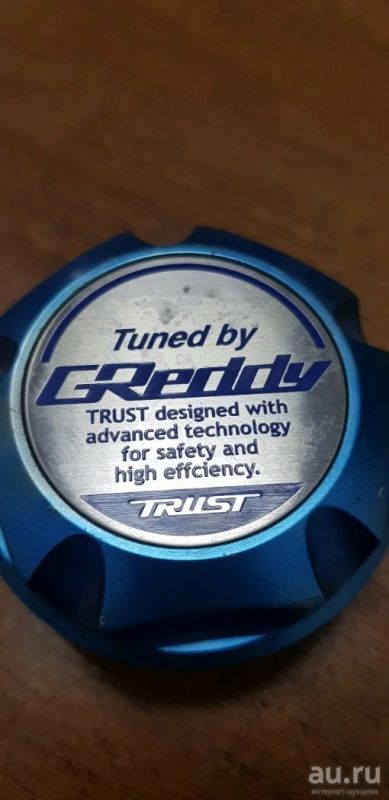 Tuned by
GReddy
TRUST designed with
advanced technology
for safety and
high effciency.
TRUST
au.ru
интернет-аукцион